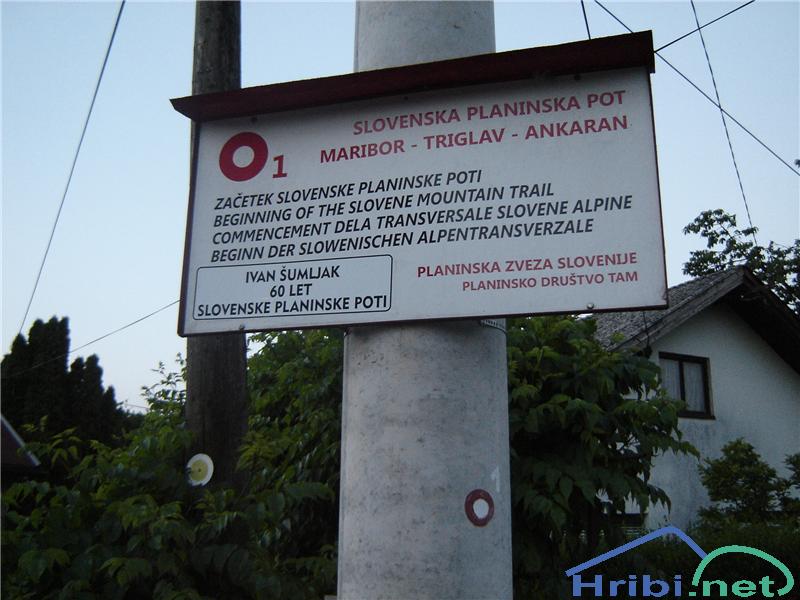 SLOVENSKA PLANINSKA POT
1 MARIBOR - TRIGLAV - ANKARAN
ZAČETEK SLOVENSKE PLANINSKE POTI
BEGINNING OF THE SLOVENE MOUNTAIN TRAIL
COMMENCEMENT DELA TRANSVERSALE SLOVENE ALPINE
BEGINN DER SLOWENISCHEN ALPENTRANSVERZALE
IVAN ŠUMLJAK
60 LET
SLOVENSKE PLANINSKE POTI
PLANINSKA ZVEZA SLOVENIJE
PLANINSKO DRUŠTVO TAM
1
Hribi.net